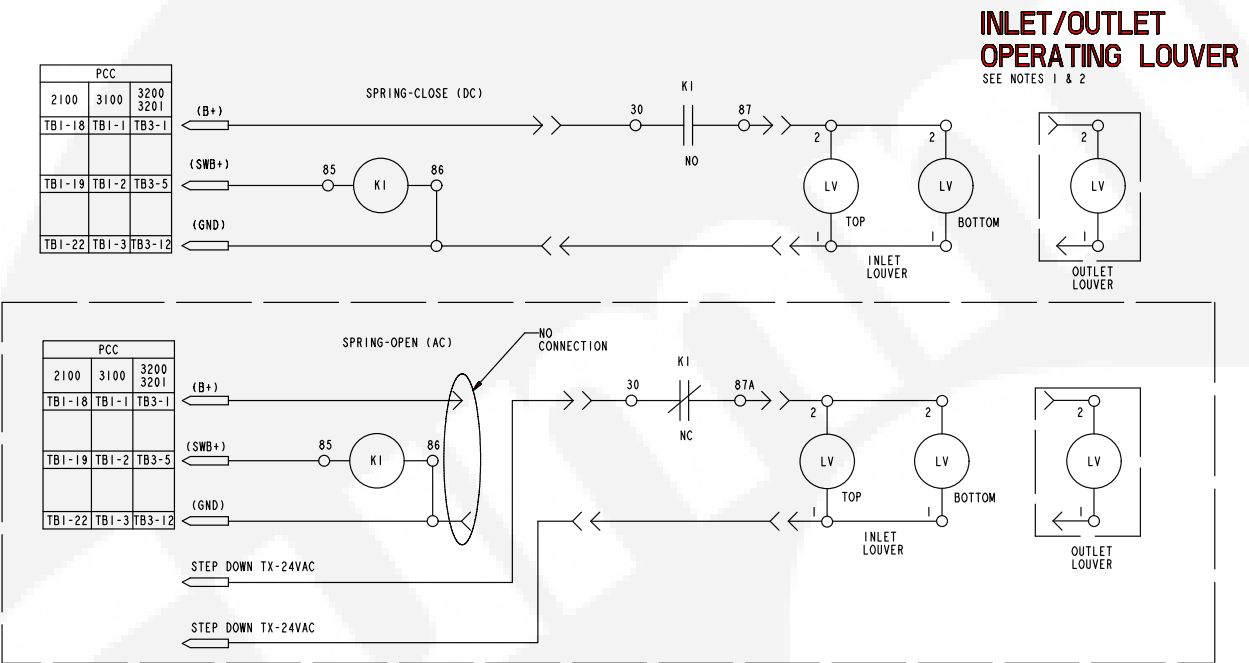 INLET/OUTLET
OPERATING LOUVER
SEE NOTES 1 & 2
PCC
2100 3100 3200
3201
TB1-18 TB1-1 TB3-1
TB1-19 TB1-2 TB3-5
TB1-22 TB1-3 TB3-12
SPRING-CLOSE (DC)
(B+)
(SWB+)
(GND)
85
K1
86
30
K1
87
NO
2
LV
TOP
1
2
LV
BOTTOM
1
INLET
LOUVER
2
LV
1
OUTLET
LOUVER
PCC
2100 3100 3200
3201
TB1-18 TB1-1 TB3-1
TB1-19 TB1-2 TB3-5
TB1-22 TB1-3 TB3-12
SPRING-OPEN (AC)
NO
CONNECTION
(B+)
(SWB+)
(GND)
85
K1
86
30
K1
87A
NC
2
LV
TOP
1
2
LV
BOTTOM
1
INLET
LOUVER
2
LV
1
OUTLET
LOUVER
STEP DOWN TX-24VAC
STEP DOWN TX-24VAC